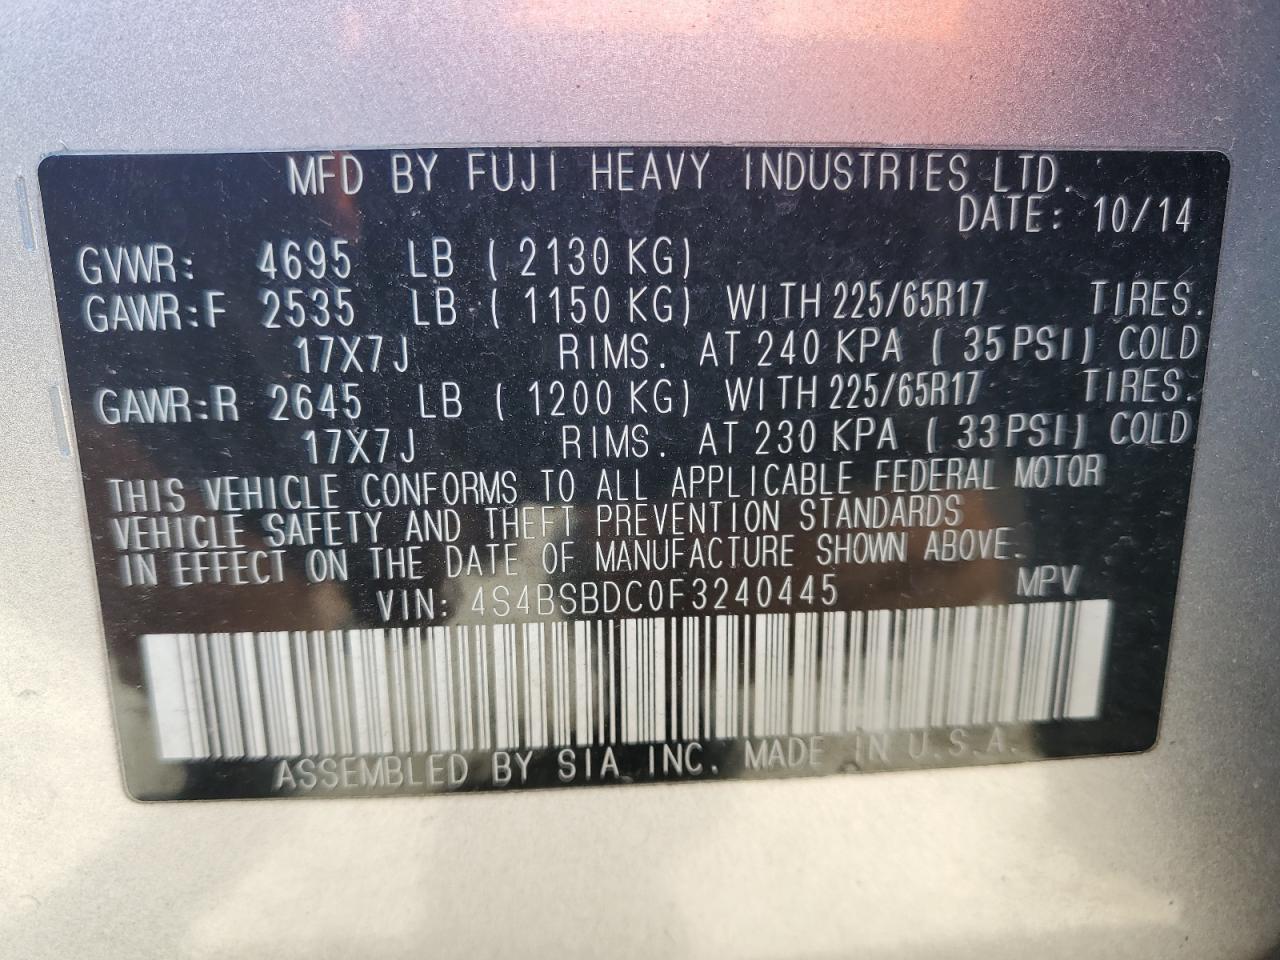 MFD BY FUJI HEAVY INDUSTRIES LTD.
DATE: 10/14
GVWR: 4695 LB ( 2130 KG)
GAWR:F 2535 LB ( 1150 KG) WITH 225/65R17 TIRES.
17X7J RIMS. AT 240 KPA ( 35 PSI) COLD
GAWR:R 2645 LB ( 1200 KG) WITH 225/65R17 TIRES.
17X7J RIMS. AT 230 KPA ( 33 PSI) COLD
THIS VEHICLE CONFORMS TO ALL APPLICABLE FEDERAL MOTOR
VEHICLE SAFETY AND THEFT PREVENTION STANDARDS
IN EFFECT ON THE DATE OF MANUFACTURE SHOWN ABOVE.
VIN: 4S4BSBDC0F3240445 MPV
ASSEMBLED BY SIA INC. MADE IN U.S.A.